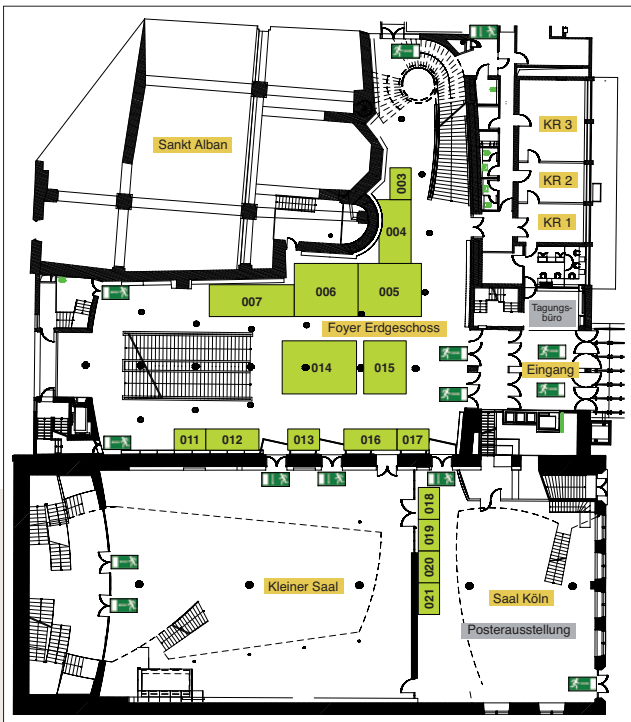 Sankt Alban
KR 3
KR 2
KR 1
003
004
005
006
007
Tagungs-
büro
Foyer Erdgeschoss
014
015
Eingang
011
012
013
016
017
018
019
020
021
Kleiner Saal
Saal Köln
Posterausstellung